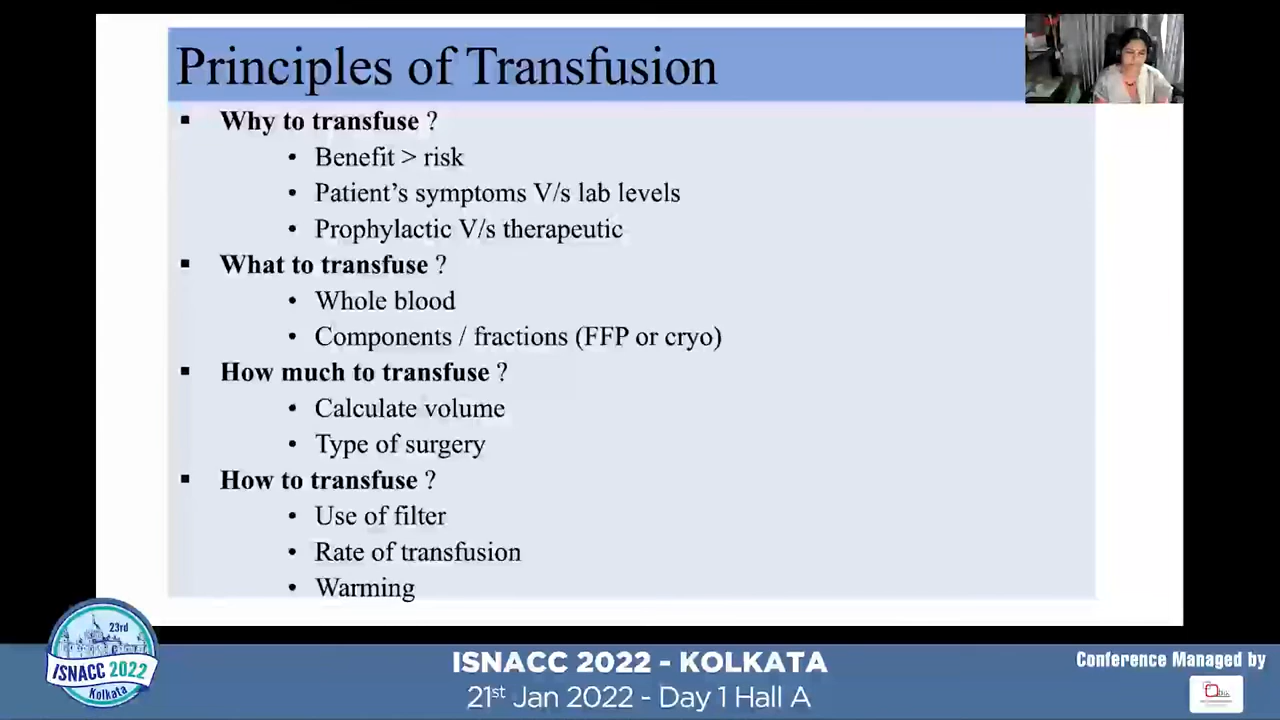 Principles of Transfusion
▪ Why to transfuse ?
• Benefit > risk
• Patient's symptoms V/s lab levels
• Prophylactic V/s therapeutic
▪ What to transfuse ?
• Whole blood
• Components / fractions (FFP or cryo)
▪ How much to transfuse ?
• Calculate volume
• Type of surgery
▪ How to transfuse ?
• Use of filter
• Rate of transfusion
• Warming
23rd
ISNACC 2022
Kolkata
ISNACC 2022 - KOLKATA
21st Jan 2022 - Day 1 Hall A
Conference Managed by